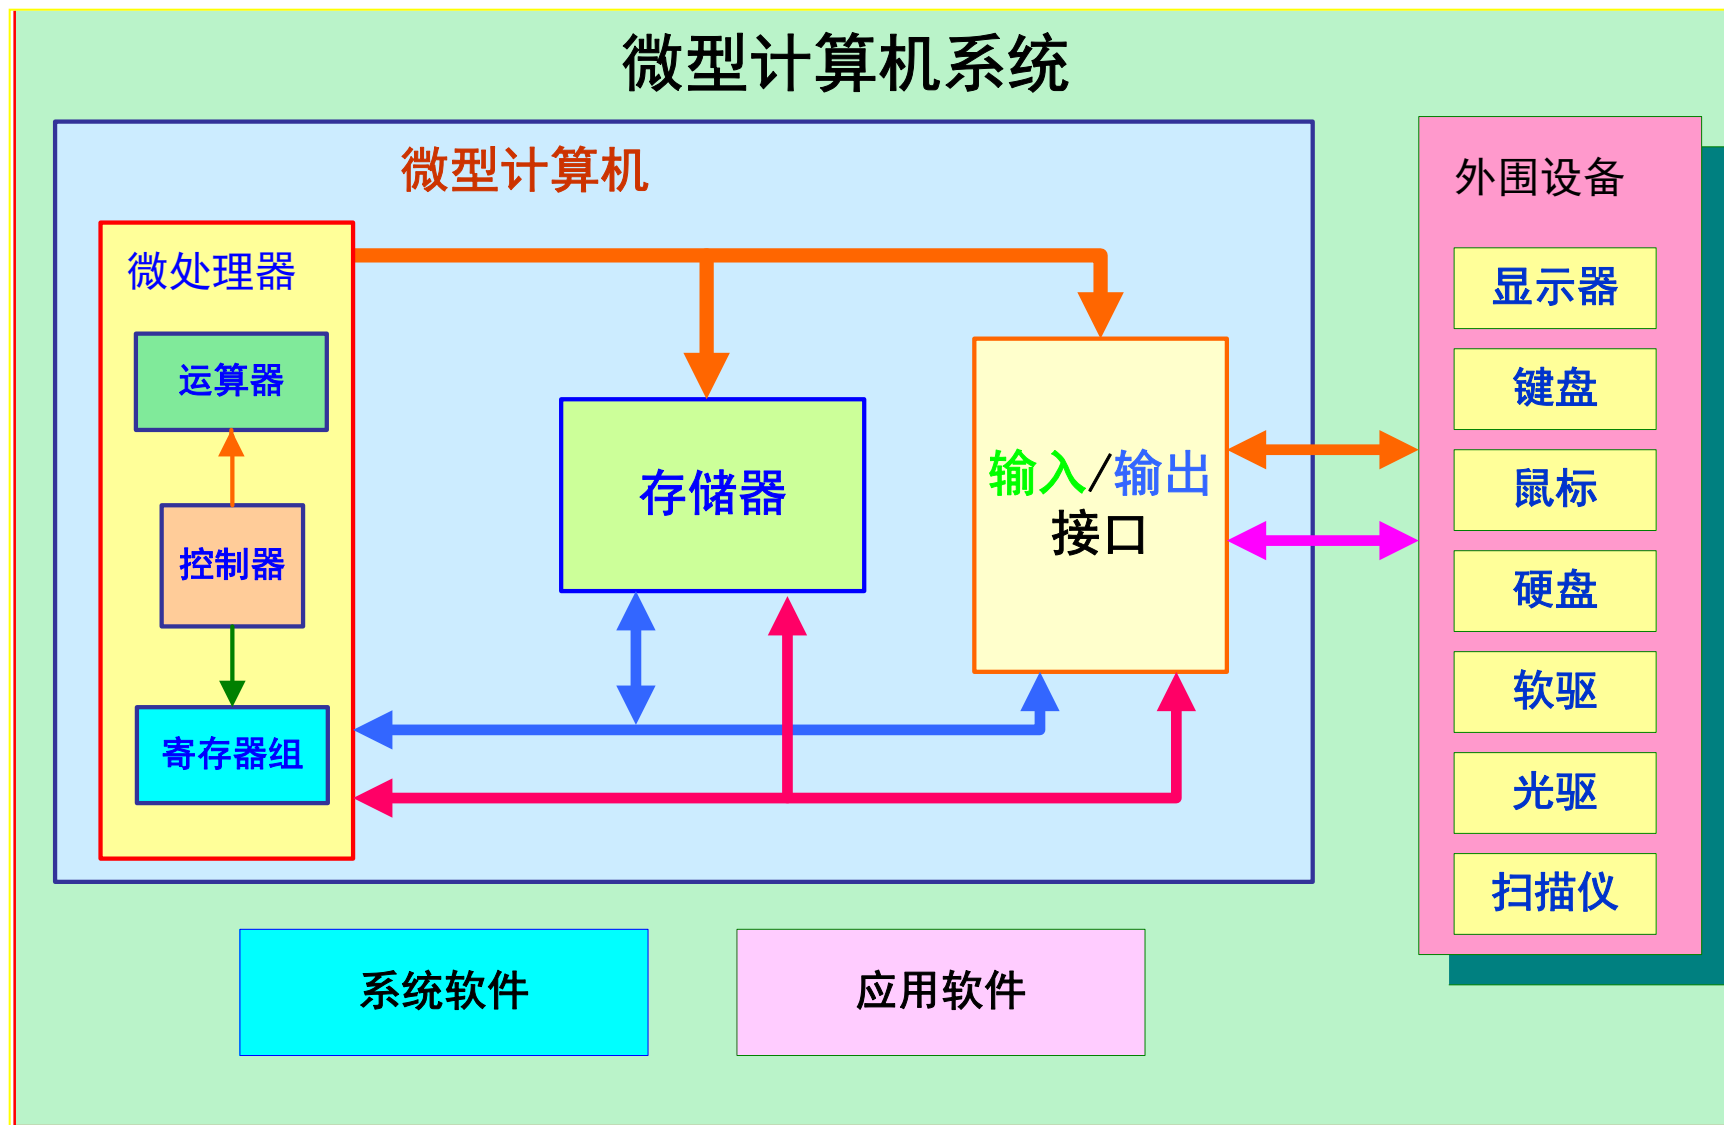 微型计算机系统
微型计算机
微处理器
运算器
控制器
寄存器组
存储器
输入/输出
接口
外围设备
显示器
键盘
鼠标
硬盘
软驱
光驱
扫描仪
系统软件
应用软件